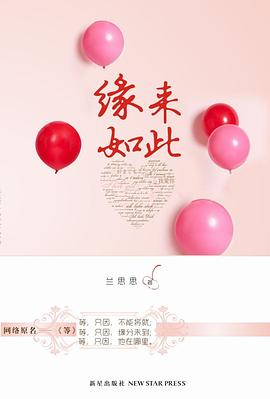 缘来
如此
兰思思 著
网络原名——《等》
等，只因，不能将就；
等，只因，缘分未到；
等，只因，他在哪里。
新星出版社 NEW STAR PRESS